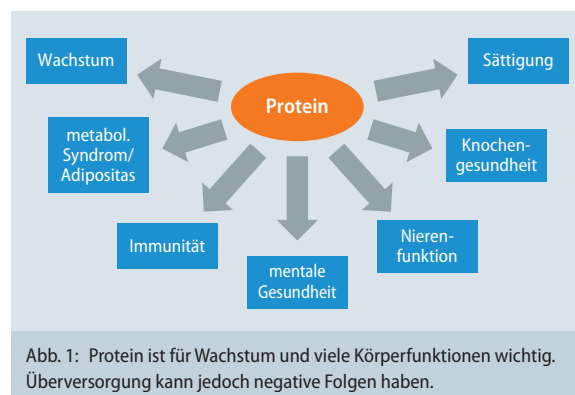 Wachstum
Sättigung
Protein
metabol.
Syndrom/
Adipositas
Knochen-
gesundheit
Immunität
Nieren-
funktion
mentale
Gesundheit
Abb. 1: Protein ist für Wachstum und viele Körperfunktionen wichtig.
Überversorgung kann jedoch negative Folgen haben.